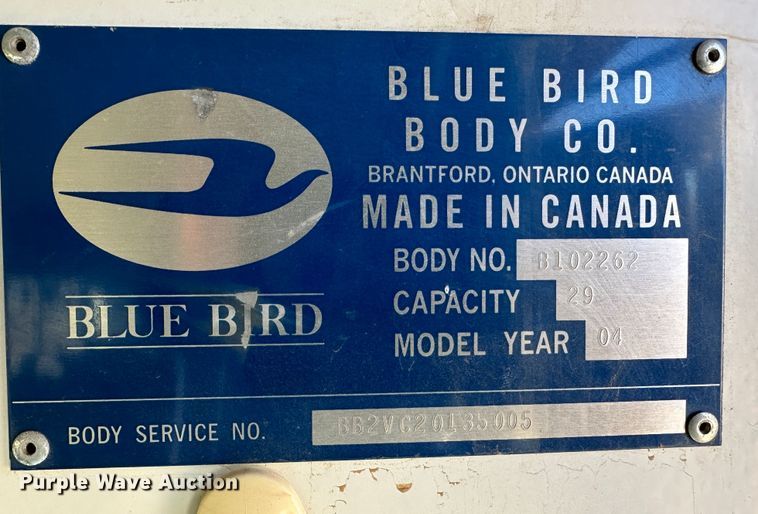 BLUE BIRD
BODY CO.
BRANTFORD, ONTARIO CANADA
MADE IN CANADA
BODY NO. B102262
CAPACITY 29
MODEL YEAR 04
BLUE BIRD
BODY SERVICE NO. BB2VC20135005
Purple Wave Auction